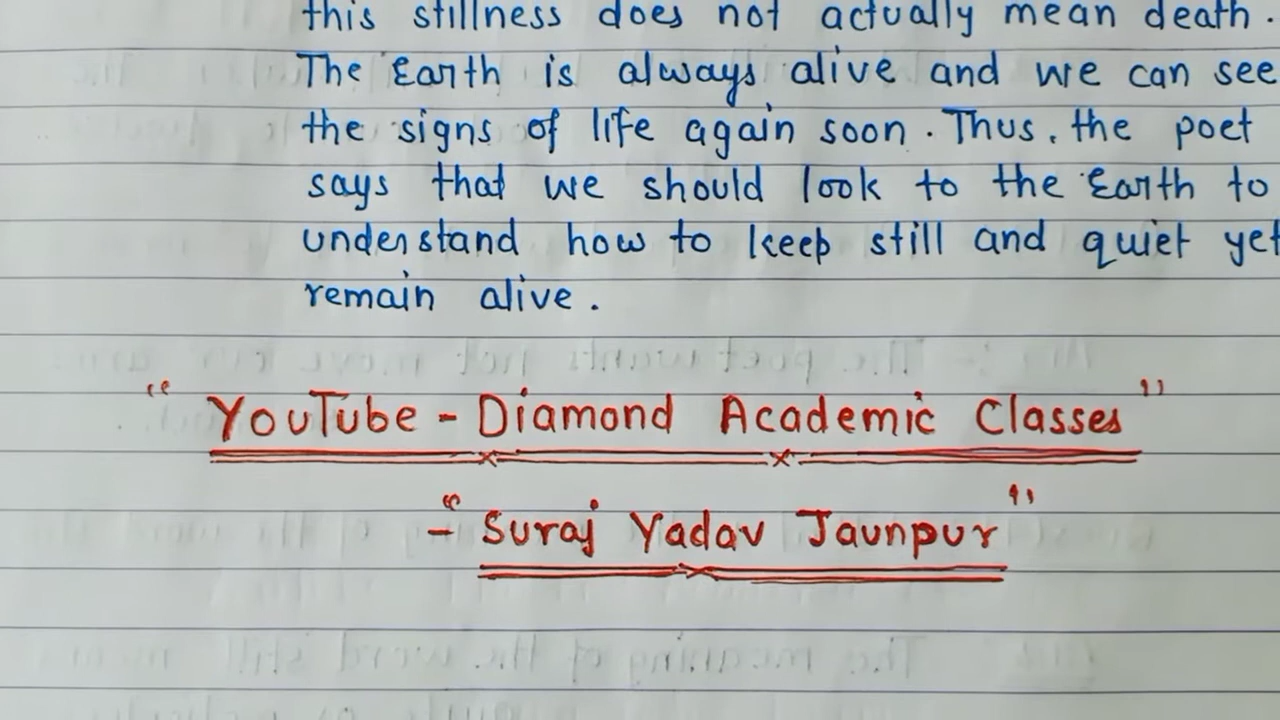 this stillness does not actually mean death.
The Earth is always alive and we can see
the signs of life again soon. Thus, the poet
says that we should look to the Earth to
understand how to keep still and quiet yet
remain alive.
"YouTube - Diamond Academic Classes"
- "Suraj Yadav Jaunpur"